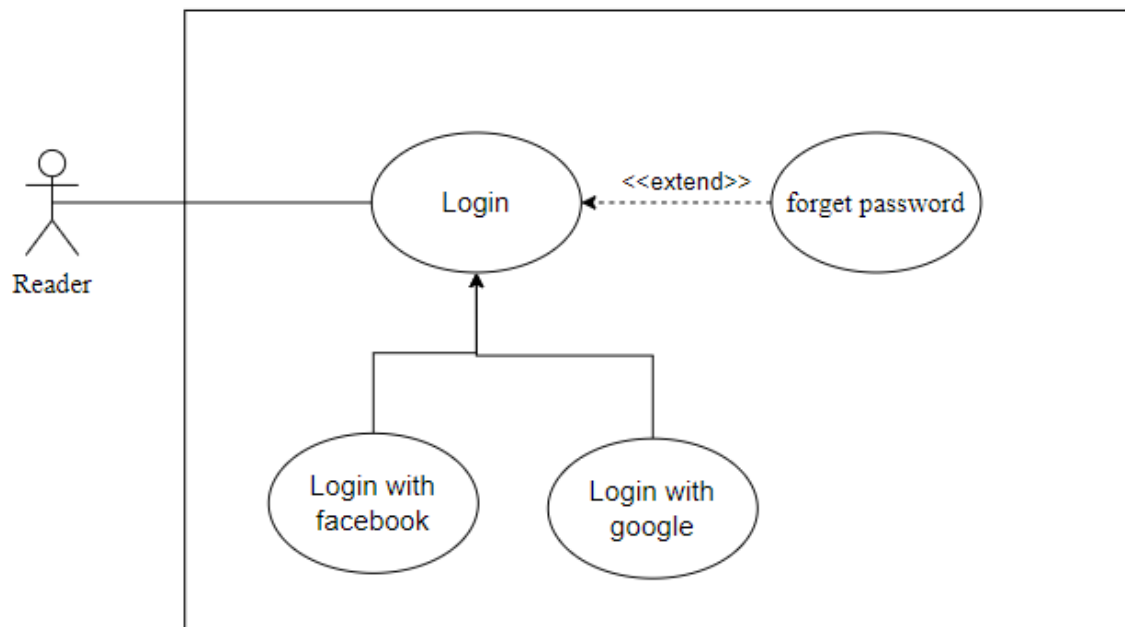 <<extend>>
Login
forget password
Reader
Login with
facebook
Login with
google